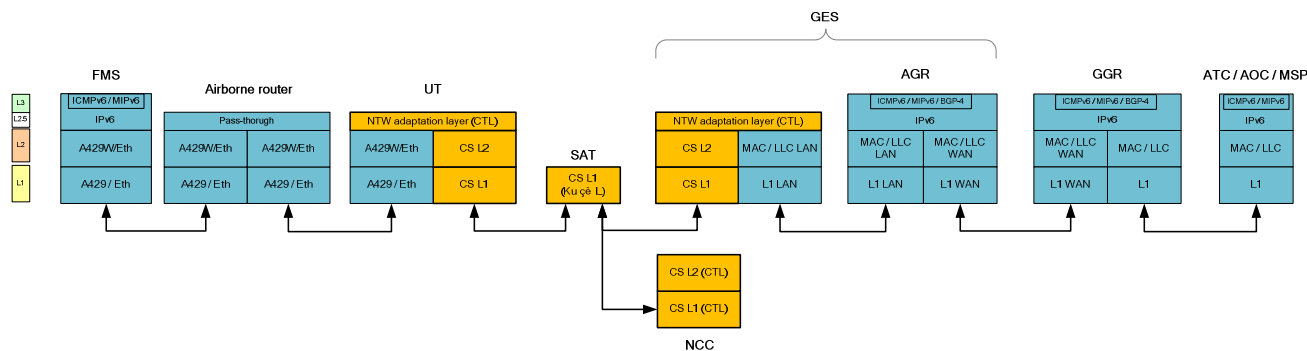 GES
FMS
Airborne router
UT
SAT
AGR
GGR
ATC / AOC / MSP
L3
L2.5
L2
L1
ICMPv6 / MIPv6
IPv6
A429W/Eth
A429 / Eth
Pass-thorugh
A429W/Eth
A429W/Eth
A429 / Eth
A429 / Eth
NTW adaptation layer (CTL)
A429W/Eth
CS L2
A429 / Eth
CS L1
CS L1
(Ku çè L)
NTW adaptation layer (CTL)
CS L2
MAC / LLC LAN
CS L1
L1 LAN
ICMPv6 / MIPv6 / BGP-4
IPv6
MAC / LLC
LAN
MAC / LLC
WAN
L1 LAN
L1 WAN
ICMPv6 / MIPv6 / BGP-4
IPv6
MAC / LLC
WAN
MAC / LLC
L1 WAN
L1
ICMPv6 / MIPv6
IPv6
MAC / LLC
L1
CS L2 (CTL)
CS L1 (CTL)
NCC